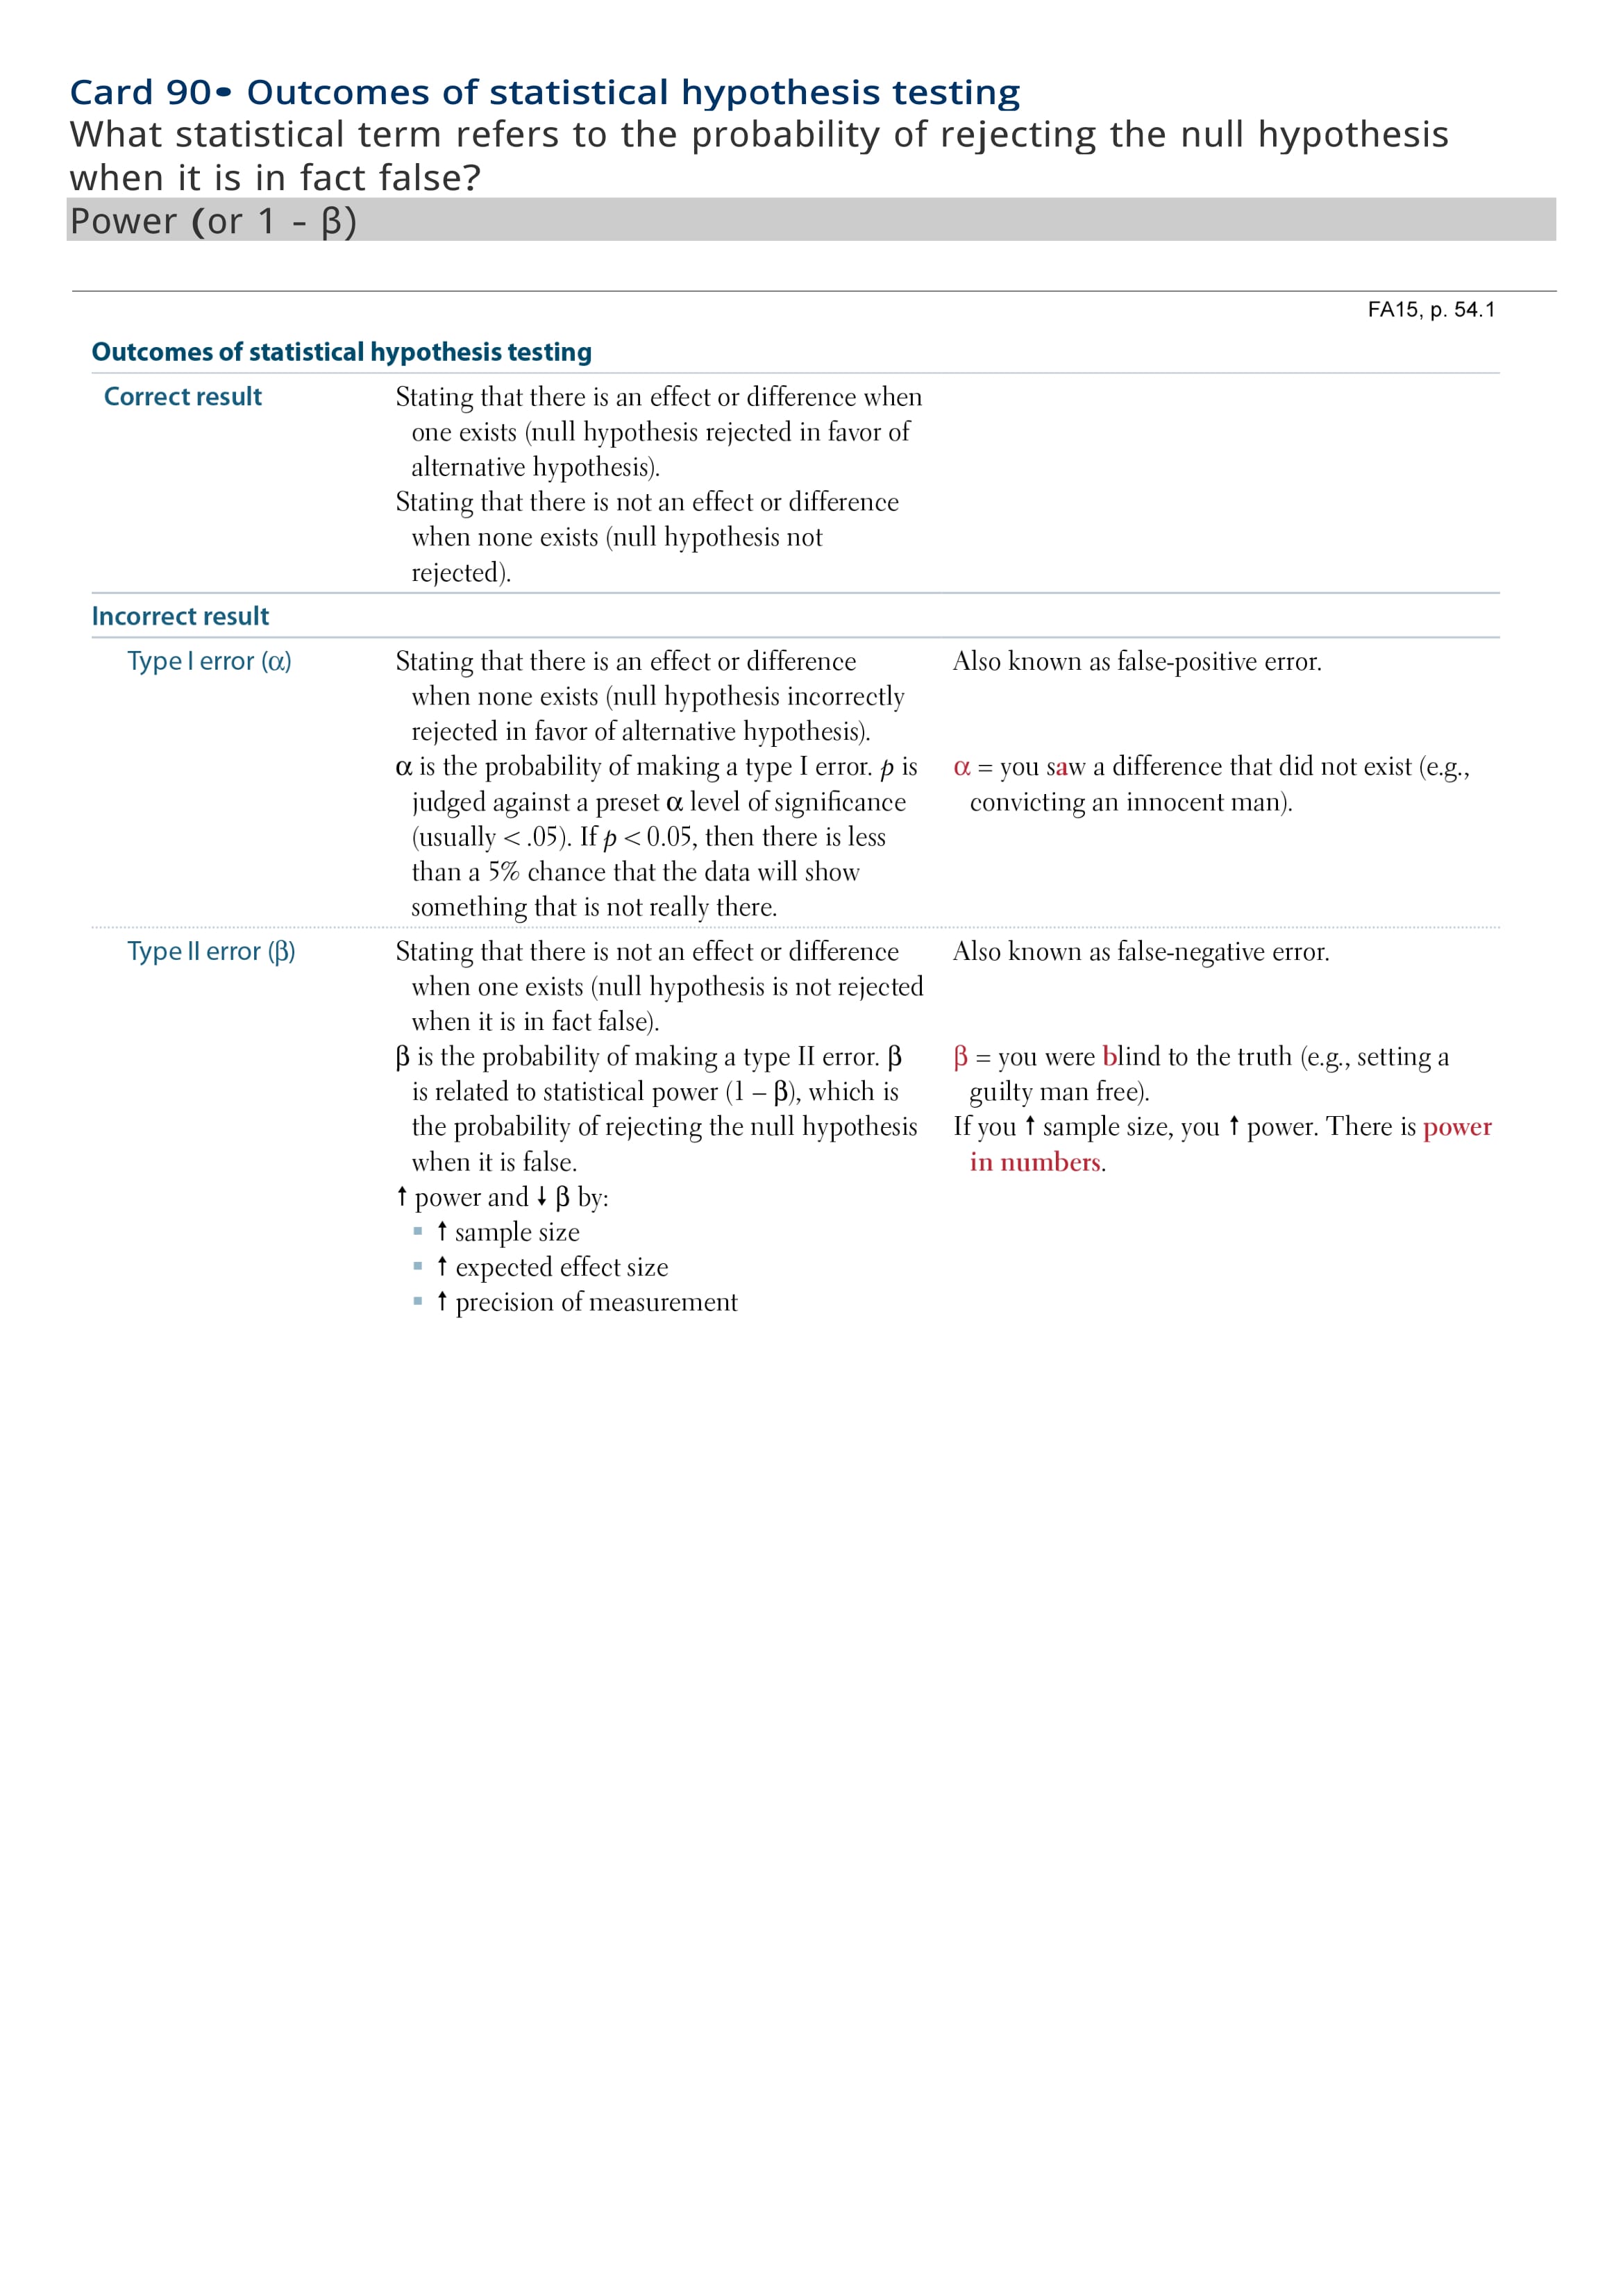 Card 90• Outcomes of statistical hypothesis testing
What statistical term refers to the probability of rejecting the null hypothesis
when it is in fact false?
Power (or 1 - β)
FA15, p. 54.1
Outcomes of statistical hypothesis testing
Correct result
Stating that there is an effect or difference when
one exists (null hypothesis rejected in favor of
alternative hypothesis).
Stating that there is not an effect or difference
when none exists (null hypothesis not
rejected).
Incorrect result
Type I error (α)
Stating that there is an effect or difference
when none exists (null hypothesis incorrectly
rejected in favor of alternative hypothesis).
α is the probability of making a type I error. p is
judged against a preset α level of significance
(usually < .05). If p < 0.05, then there is less
than a 5% chance that the data will show
something that is not really there.
Also known as false-positive error.
α = you saw a difference that did not exist (e.g.,
convicting an innocent man).
Type II error (β)
Stating that there is not an effect or difference
when one exists (null hypothesis is not rejected
when it is in fact false).
β is the probability of making a type II error. β
is related to statistical power (1 – β), which is
the probability of rejecting the null hypothesis
when it is false.
↑ power and ↓ β by:
▪ ↑ sample size
▪ ↑ expected effect size
▪ ↑ precision of measurement
Also known as false-negative error.
β = you were blind to the truth (e.g., setting a
guilty man free).
If you ↑ sample size, you ↑ power. There is power
in numbers.